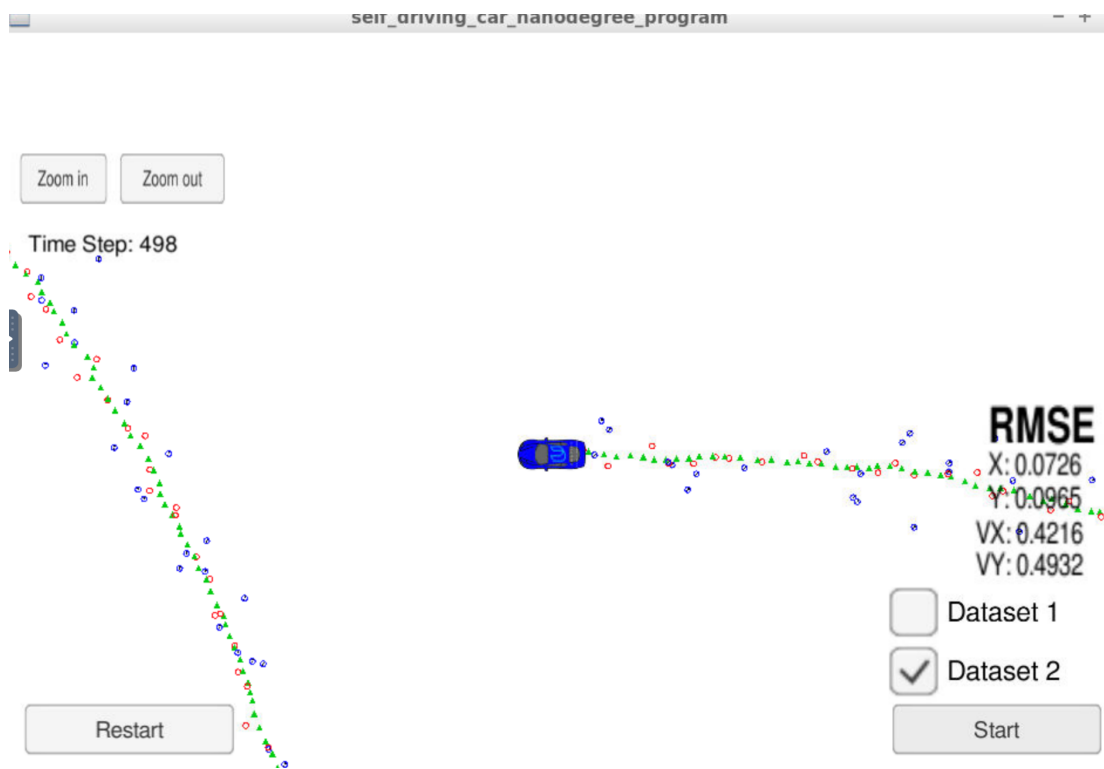 self_driving_car_nanodegree_program
Zoom in
Zoom out
Time Step: 498
RMSE
X: 0.0726
Y: 0.0965
VX: 0.4216
VY: 0.4932
Dataset 1
Dataset 2
Restart
Start